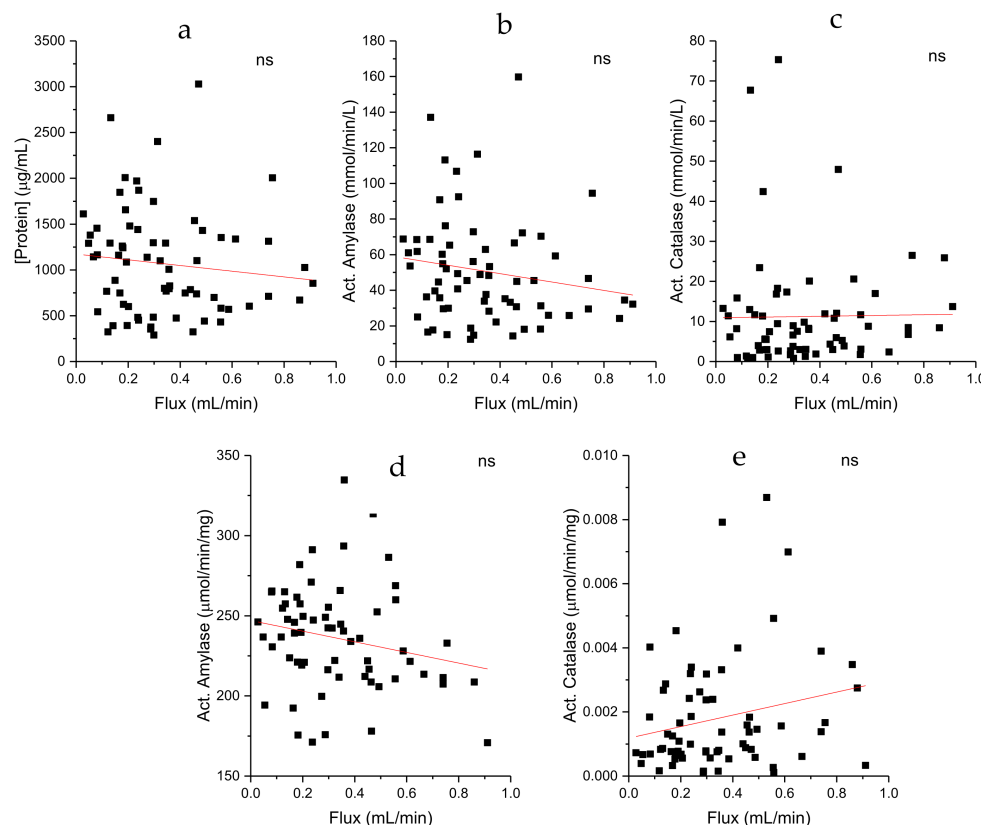 a
ns
3500
3000
2500
2000
1500
1000
500
0
[Protein] (µg/mL)
0.0 0.2 0.4 0.6 0.8 1.0
Flux (mL/min)
b
ns
180
160
140
120
100
80
60
40
20
0
Act. Amylase (mmol/min/L)
0.0 0.2 0.4 0.6 0.8 1.0
Flux (mL/min)
c
ns
80
70
60
50
40
30
20
10
0
Act. Catalase (mmol/min/L)
0.0 0.2 0.4 0.6 0.8 1.0
Flux (mL/min)
d
ns
350
300
250
200
150
Act. Amylase (µmol/min/mg)
0.0 0.2 0.4 0.6 0.8 1.0
Flux (mL/min)
e
ns
0.010
0.008
0.006
0.004
0.002
0.000
Act. Catalase (µmol/min/mg)
0.0 0.2 0.4 0.6 0.8 1.0
Flux (mL/min)